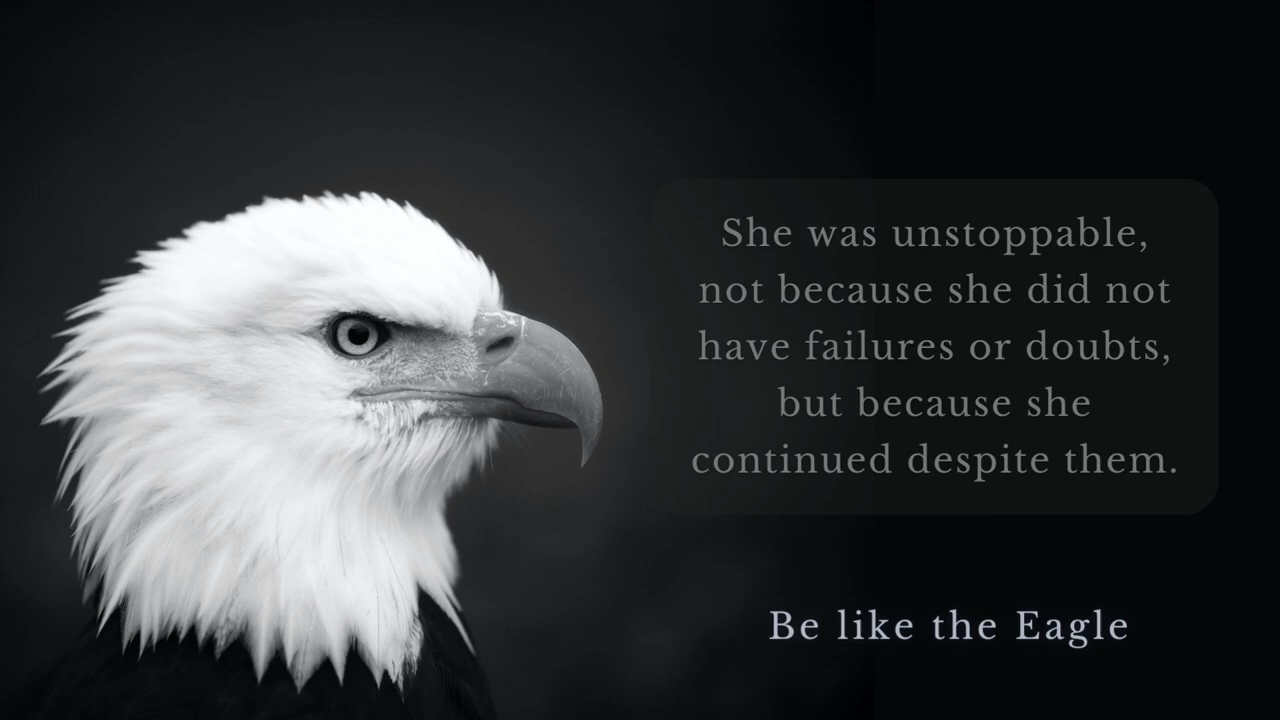 She was unstoppable,
not because she did not
have failures or doubts,
but because she
continued despite them.
Be like the Eagle